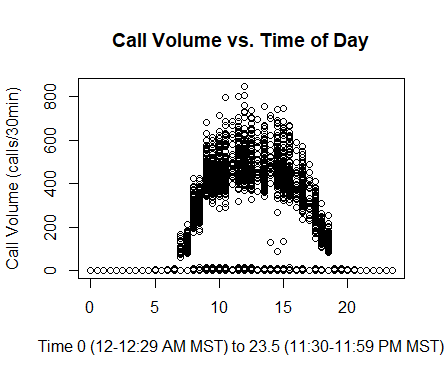 Call Volume vs. Time of Day
Call Volume (calls/30min)
800
600
400
200
0
0 5 10 15 20
Time 0 (12-12:29 AM MST) to 23.5 (11:30-11:59 PM MST)